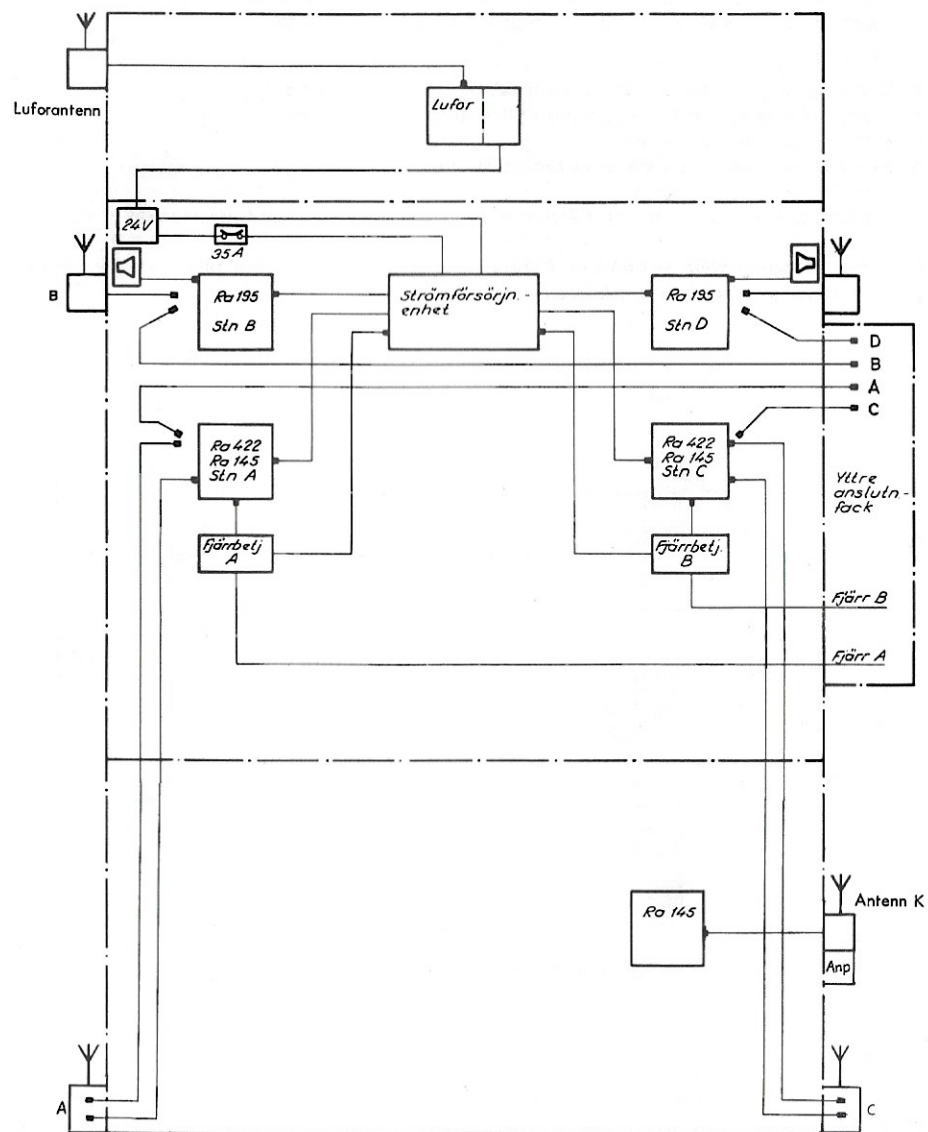 Luforantenn
Lufor
24V
35A
B
Ra 195
Stn B
Strömförsörjn.-
enhet
Ra 195
Stn D
D
B
A
C
Ra 422
Ra 145
Stn A
Ra 422
Ra 145
Stn C
Yttre
anslutn.-
fack
Fjärrbetj.
A
Fjärrbetj.
B
Fjärr B
Fjärr A
Ra 145
Antenn K
Anp
A
C